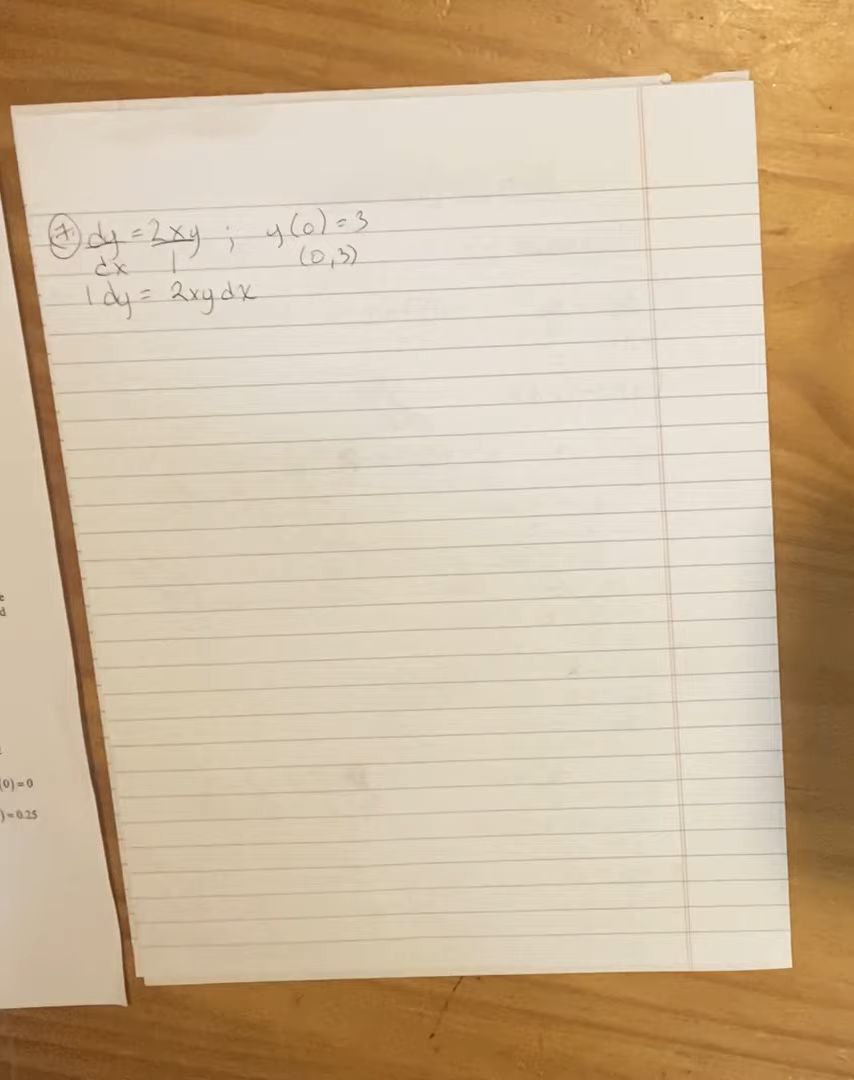 7 dy/dx = 2xy/1 ; y(0) = 3
(0,3)
1 dy = 2xy dx
e
d
(0)=0
)=0.25